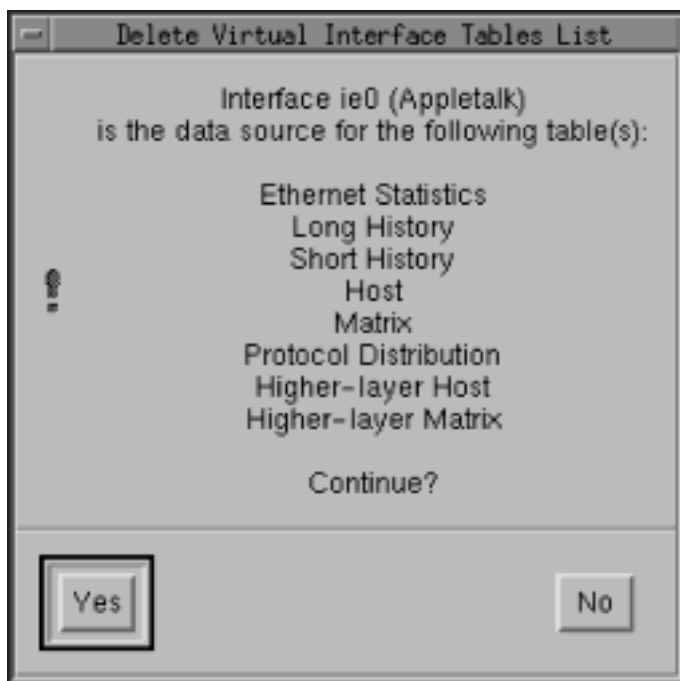 Delete Virtual Interface Tables List
Interface ie0 (Appletalk)
is the data source for the following table(s):
Ethernet Statistics
Long History
Short History
Host
Matrix
Protocol Distribution
Higher-layer Host
Higher-layer Matrix
Continue?
Yes
No